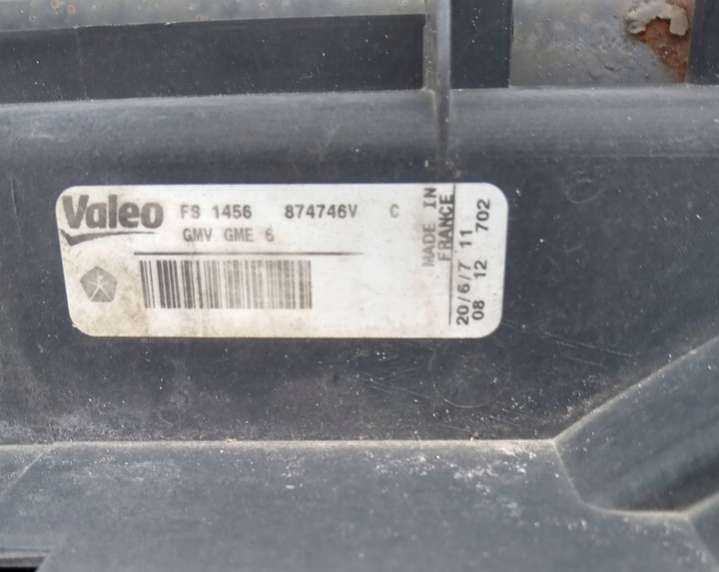 Valeo FS 1456 874746V C
GMV GME 6
MADE IN
FRANCE
20/6/7 11 702
08 12